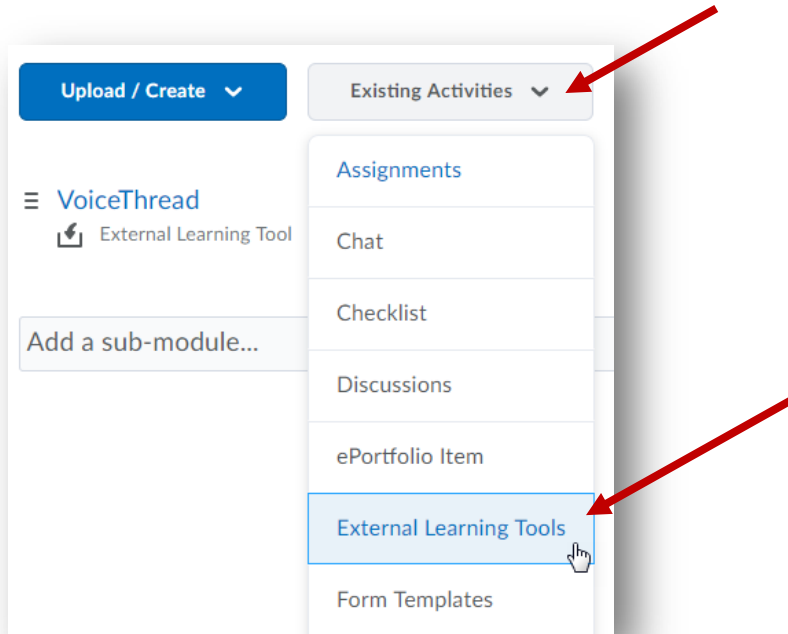 Upload / Create
Existing Activities
VoiceThread
External Learning Tool
Add a sub-module...
Assignments
Chat
Checklist
Discussions
ePortfolio Item
External Learning Tools
Form Templates